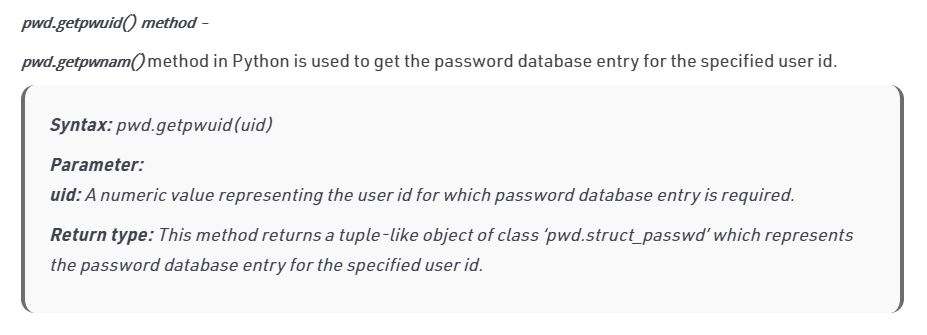 pwd.getpwuid() method –
pwd.getpwnam() method in Python is used to get the password database entry for the specified user id.
Syntax: pwd.getpwuid(uid)
Parameter:
uid: A numeric value representing the user id for which password database entry is required.
Return type: This method returns a tuple-like object of class ‘pwd.struct_passwd’ which represents
the password database entry for the specified user id.